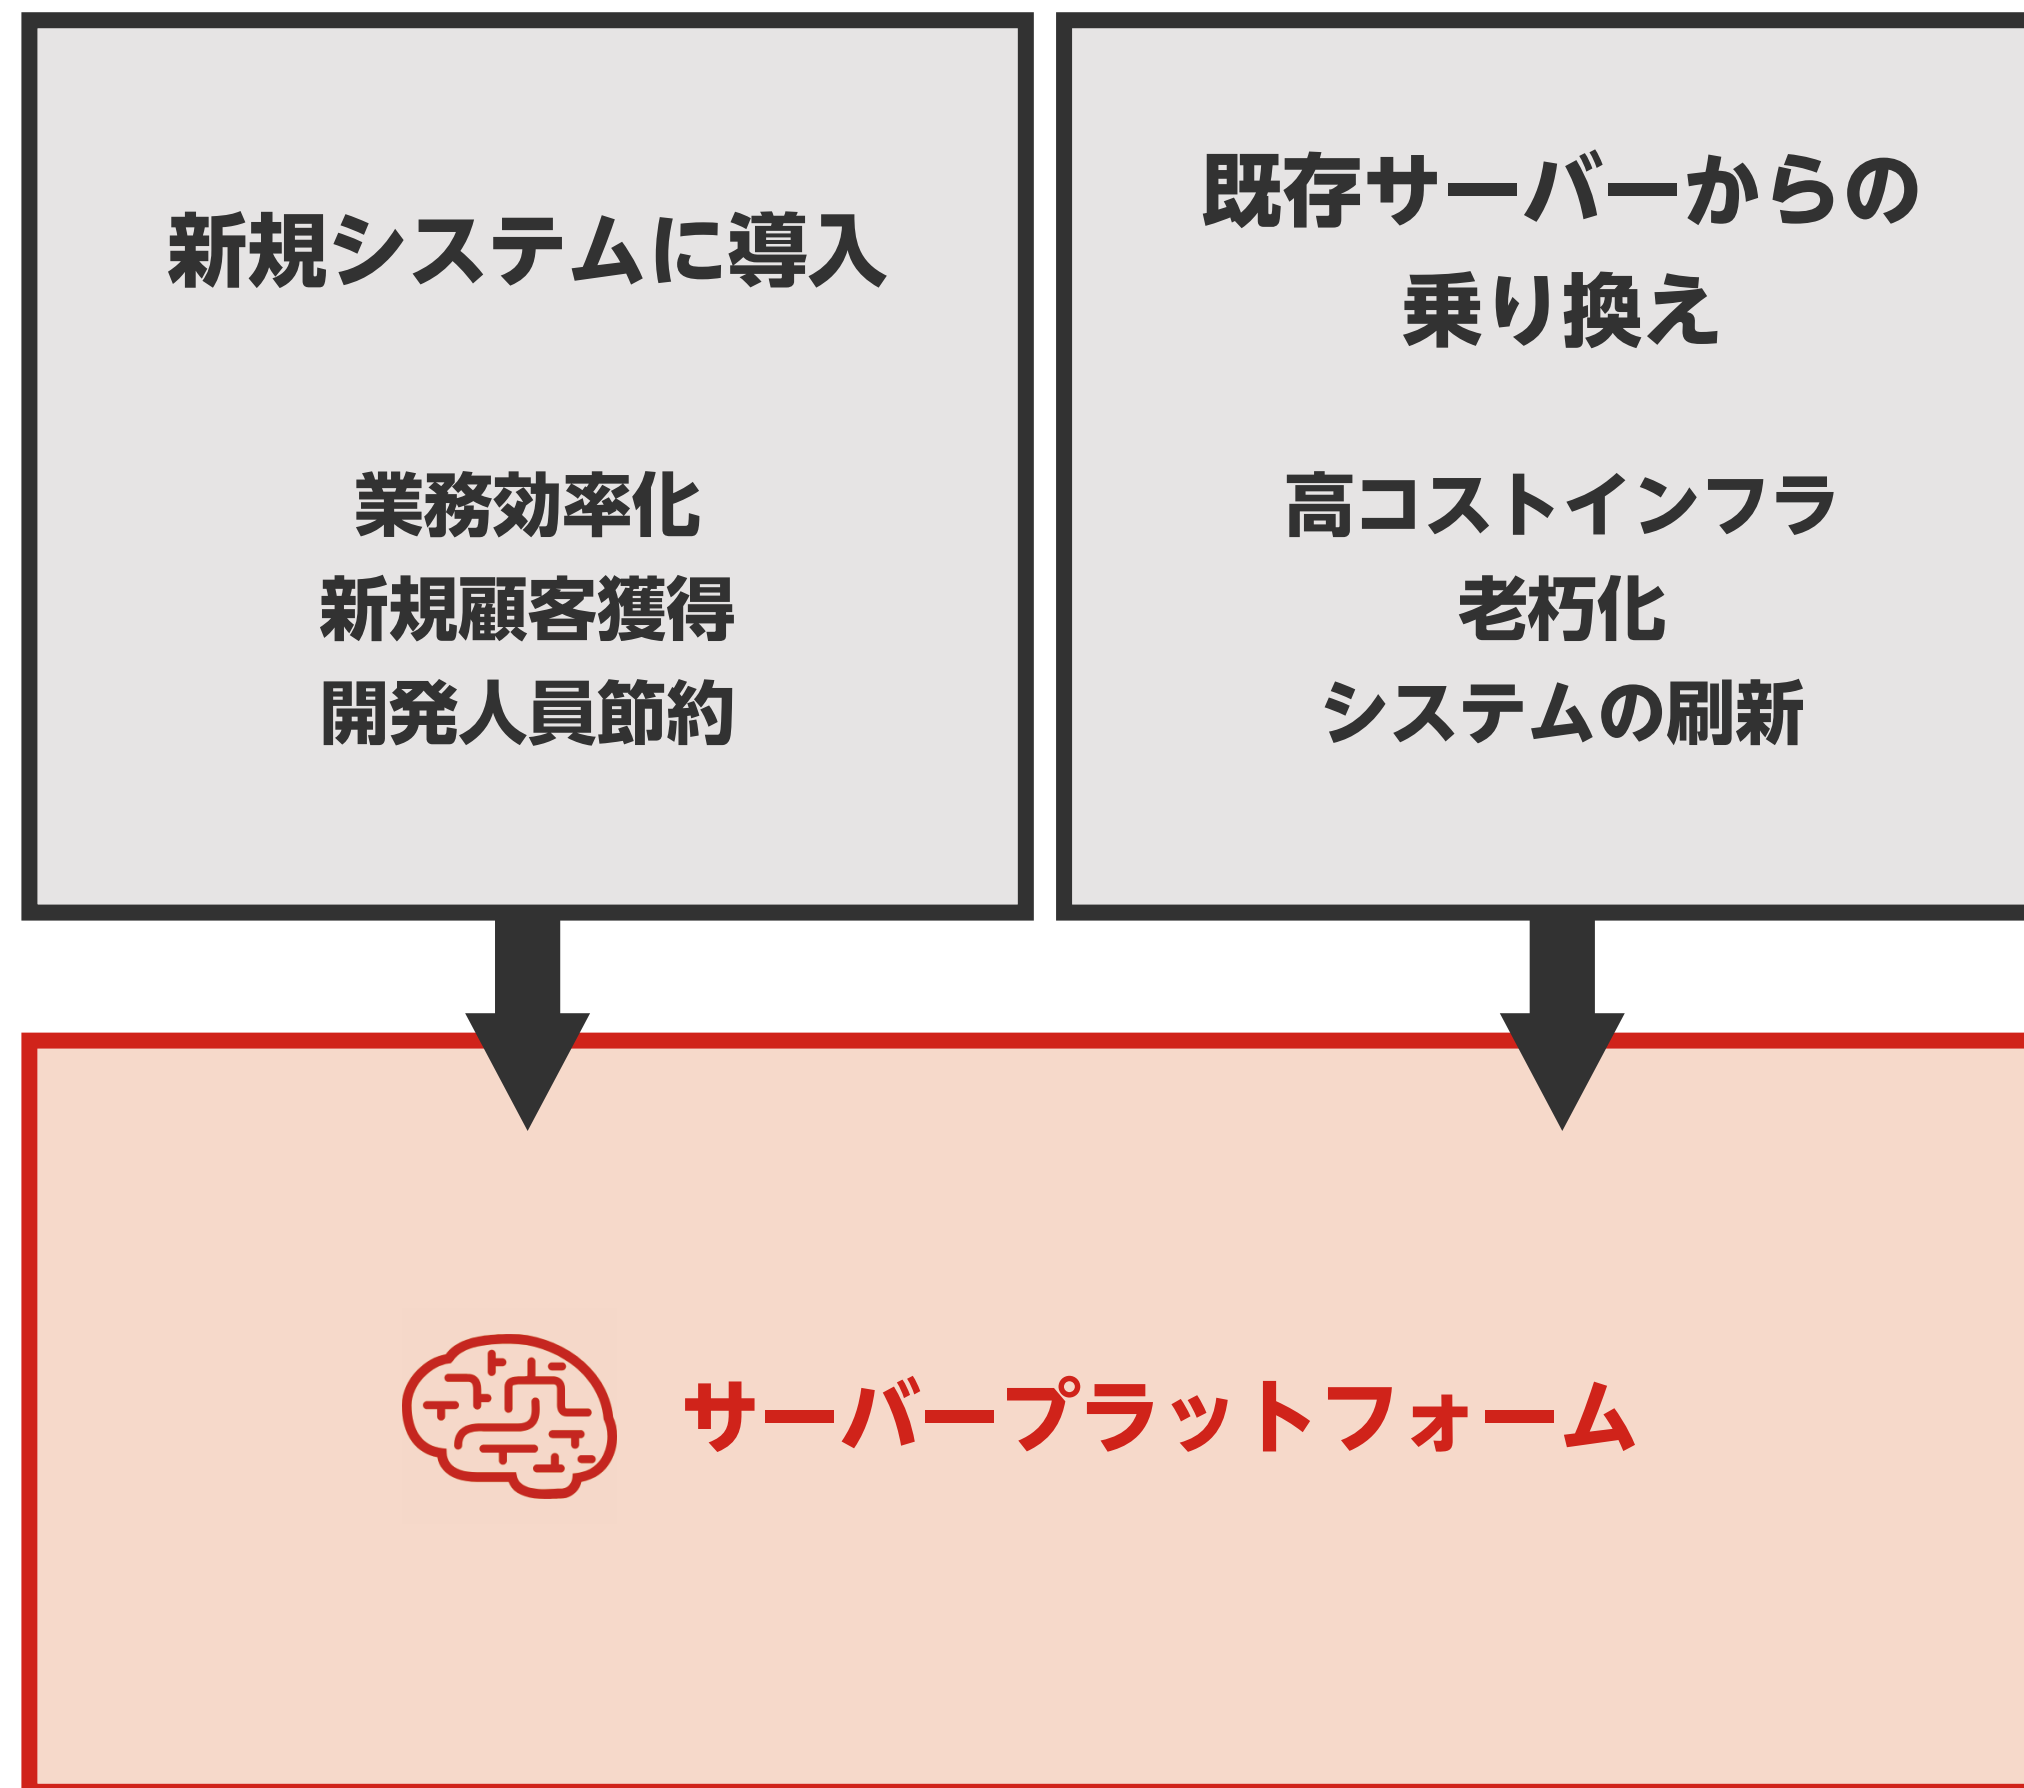 新規システムに導入
業務効率化
新規顧客獲得
開発人員節約
既存サーバーからの
乗り換え
高コストインフラ
老朽化
システムの刷新
サーバープラットフォーム